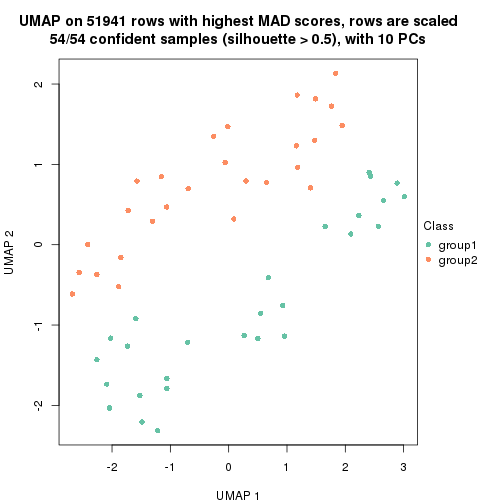 UMAP on 51941 rows with highest MAD scores, rows are scaled
54/54 confident samples (silhouette > 0.5), with 10 PCs
2
1
0
-1
-2
UMAP 2
-2
-1
0
1
2
3
UMAP 1
Class
group1
group2